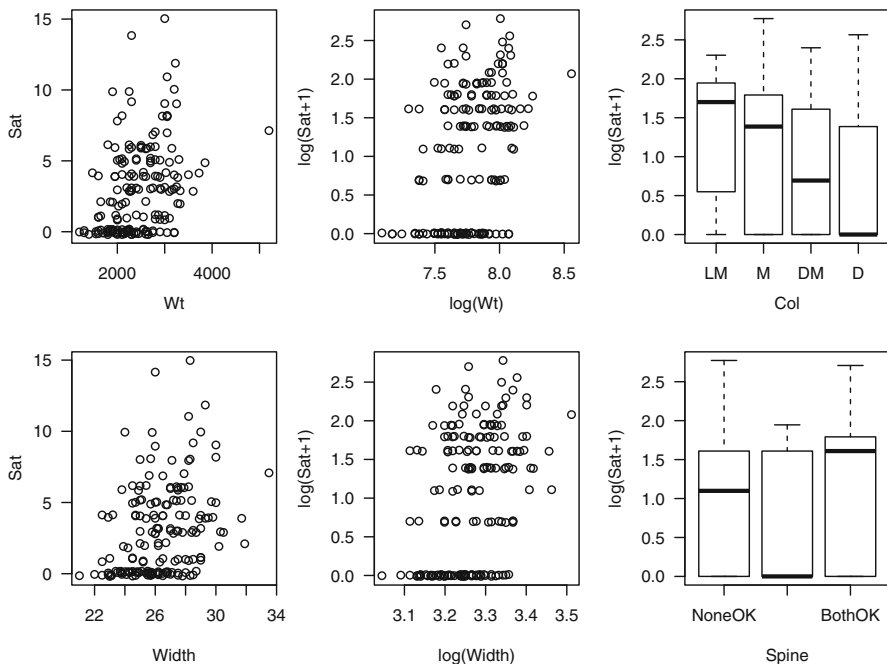 15
10
5
0
Sat
2000 4000
Wt
2.5
2.0
1.5
1.0
0.5
0.0
log(Sat+1)
7.5 8.0 8.5
log(Wt)
2.5
2.0
1.5
1.0
0.5
0.0
log(Sat+1)
LM M DM D
Col
15
10
5
0
Sat
22 26 30 34
Width
2.5
2.0
1.5
1.0
0.5
0.0
log(Sat+1)
3.1 3.2 3.3 3.4 3.5
log(Width)
2.5
2.0
1.5
1.0
0.5
0.0
log(Sat+1)
NoneOK BothOK
Spine